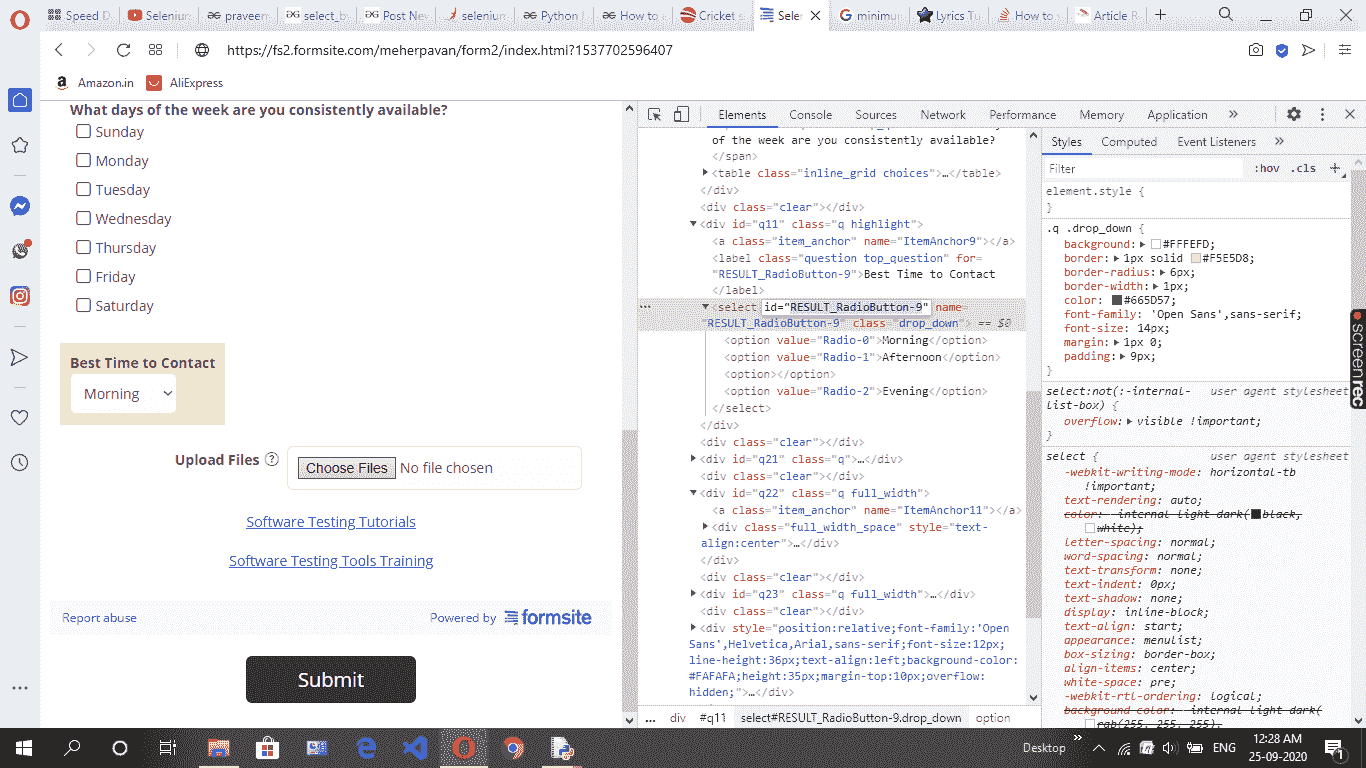 Speed D
Selenium
praveen
select_by
Post Ne
selenium
Python
How to
Cricket s
Sele
minimum
Lyrics Tu
How to
Article R
https://fs2.formsite.com/meherpavan/form2/index.html?1537702596407
Amazon.in
AliExpress
What days of the week are you consistently available?
Sunday
Monday
Tuesday
Wednesday
Thursday
Friday
Saturday
Best Time to Contact
Morning
Upload Files ?
Choose Files No file chosen
Software Testing Tutorials
Software Testing Tools Training
Report abuse
Powered by formsite
Submit
Elements Console Sources Network Performance Memory Application »
of the week are you consistently available?
</span>
▶<table class="inline_grid choices">…</table>
</div>
<div class="clear"></div>
▼<div id="q11" class="q highlight">
<a class="item_anchor" name="ItemAnchor9"></a>
<label class="question top_question" for=
"RESULT_RadioButton-9">Best Time to Contact
</label>
… ▼<select id="RESULT_RadioButton-9" name=
"RESULT_RadioButton-9" class="drop_down"> == $0
<option value="Radio-0">Morning</option>
<option value="Radio-1">Afternoon</option>
<option></option>
<option value="Radio-2">Evening</option>
</select>
</div>
<div class="clear"></div>
▶<div id="q21" class="q">…</div>
<div class="clear"></div>
▼<div id="q22" class="q full_width">
<a class="item_anchor" name="ItemAnchor11"></a>
▶<div class="full_width_space" style="text-
align:center">…</div>
</div>
<div class="clear"></div>
▶<div id="q23" class="q full_width">…</div>
<div class="clear"></div>
▶<div style="position:relative;font-family:'Open
Sans',Helvetica,Arial,sans-serif;font-size:12px;
line-height:36px;text-align:left;background-color:
#FAFAFA;height:35px;margin-top:10px;overflow:
hidden;">…</div>
… div #q11 select#RESULT_RadioButton-9.drop_down option
Styles Computed Event Listeners »
Filter :hov .cls +
element.style {
}
.q .drop_down {
background:▶ #FFFEFD;
border:▶ 1px solid #F5E5D8;
border-radius:▶ 6px;
border-width:▶ 1px;
color: #665D57;
font-family: 'Open Sans',sans-serif;
font-size: 14px;
margin:▶ 1px 0;
padding:▶ 9px;
}
select:not(:-internal- user agent stylesheet
list-box) {
overflow:▶ visible !important;
}
select { user agent stylesheet
-webkit-writing-mode: horizontal-tb
!important;
text-rendering: auto;
color: -internal-light-dark(black,
white);
letter-spacing: normal;
word-spacing: normal;
text-transform: none;
text-indent: 0px;
text-shadow: none;
display: inline-block;
text-align: start;
appearance: menulist;
box-sizing: border-box;
align-items: center;
white-space: pre;
-webkit-rtl-ordering: logical;
background-color: -internal-light-dark(
rgb(255, 255, 255),
screenrec
Desktop » ENG 12:28 AM
25-09-2020
1